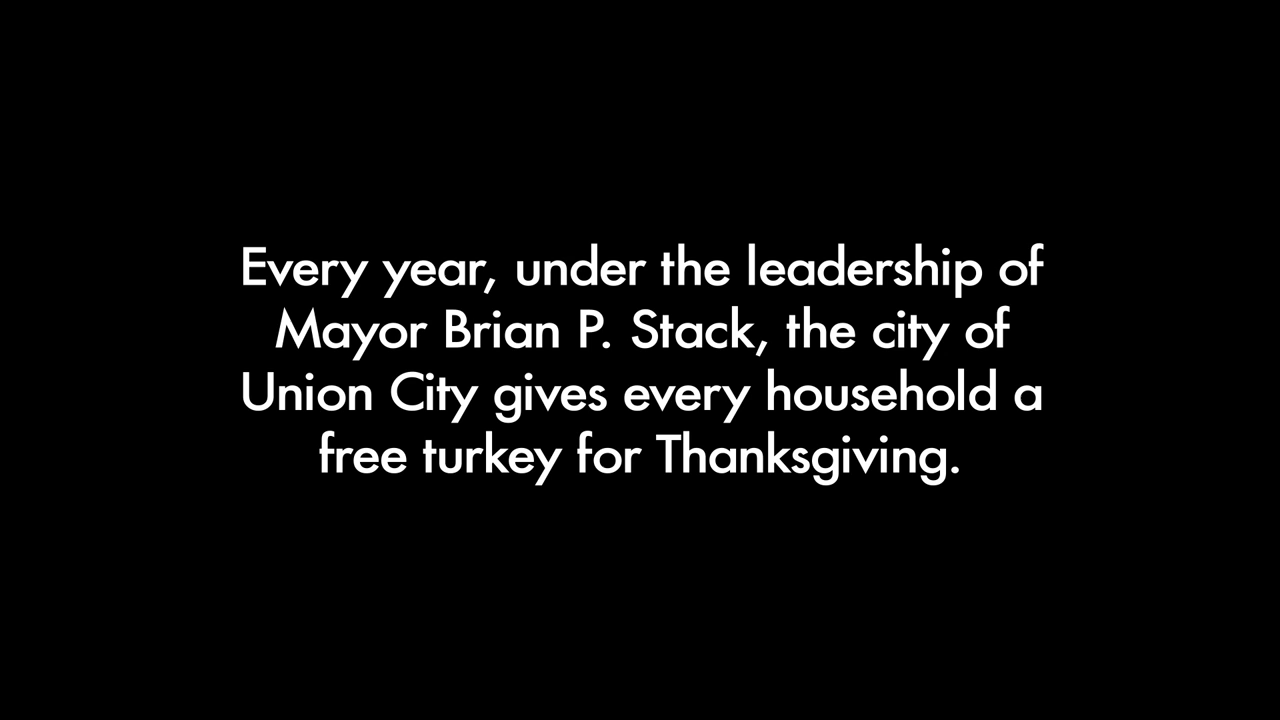 Every year, under the leadership of
Mayor Brian P. Stack, the city of
Union City gives every household a
free turkey for Thanksgiving.